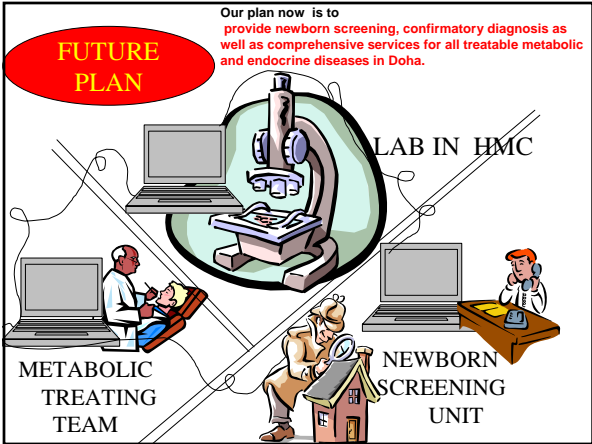 Our plan now is to
provide newborn screening, confirmatory diagnosis as
well as comprehensive services for all treatable metabolic
and endocrine diseases in Doha.
FUTURE
PLAN
LAB IN HMC
METABOLIC
TREATING
TEAM
NEWBORN
SCREENING
UNIT